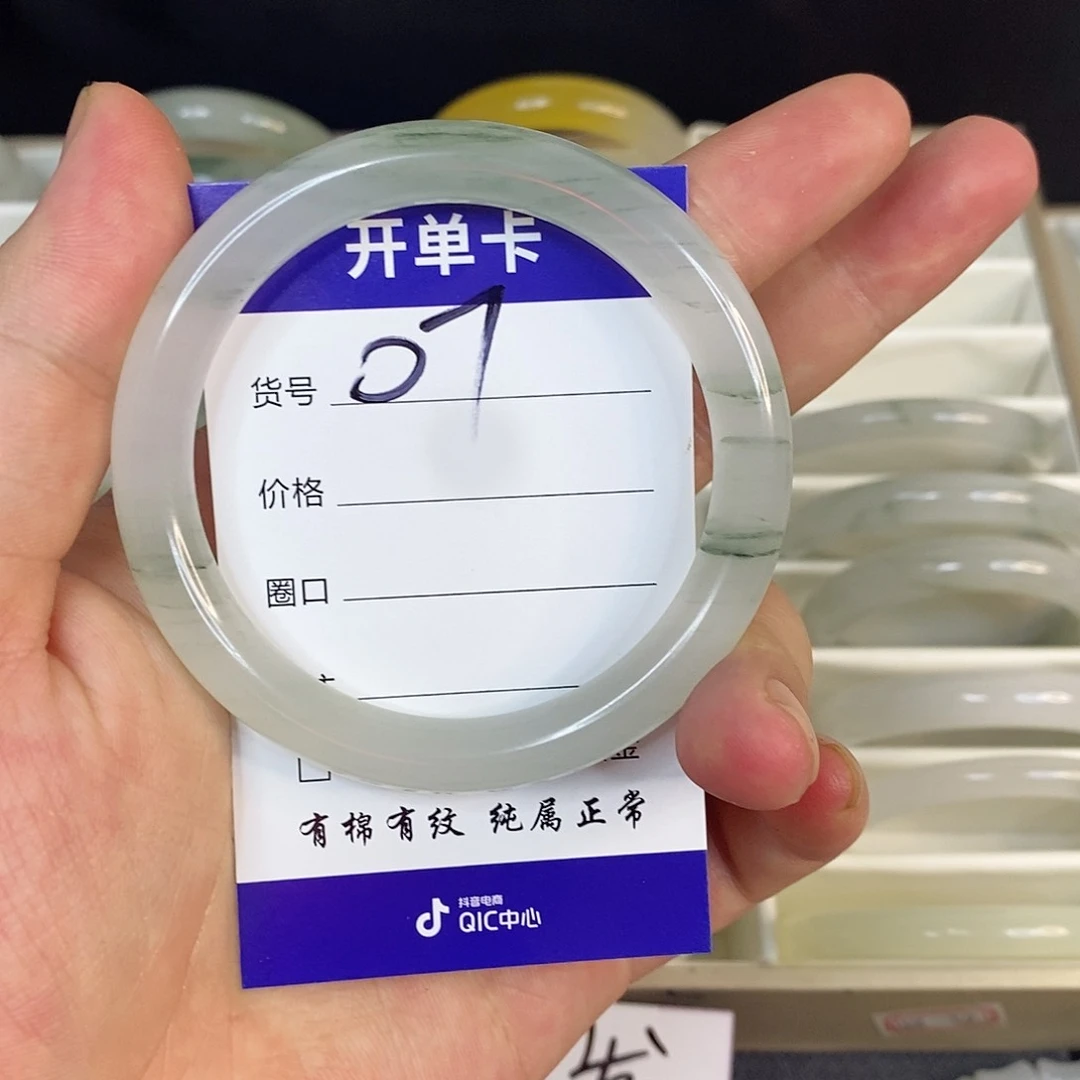 开单卡
货号 07
价格
圈口
有棉有纹 纯属正常
抖音电商
QIC中心